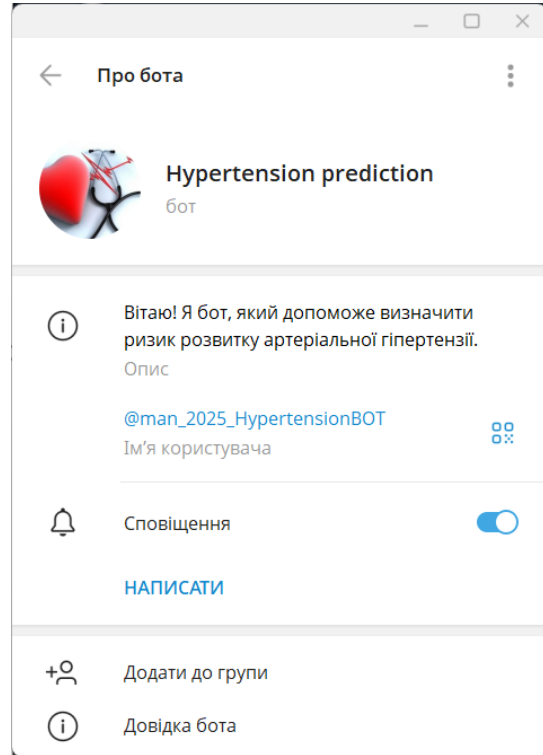 Про бота
Hypertension prediction
бот
Вітаю! Я бот, який допоможе визначити
ризик розвитку артеріальної гіпертензії.
Опис
@man_2025_HypertensionBOT
Ім’я користувача
Сповіщення
НАПИСАТИ
Додати до групи
Довідка бота